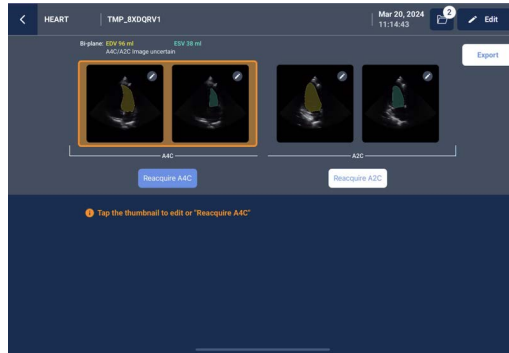 HEART
TMP_8XDQRV1
Mar 20, 2024
11:14:43
2
Edit
Bi-plane: EDV 96 ml ESV 38 ml
A4C/A2C image uncertain
Export
A4C
A2C
Reacquire A4C
Reacquire A2C
Tap the thumbnail to edit or "Reacquire A4C"